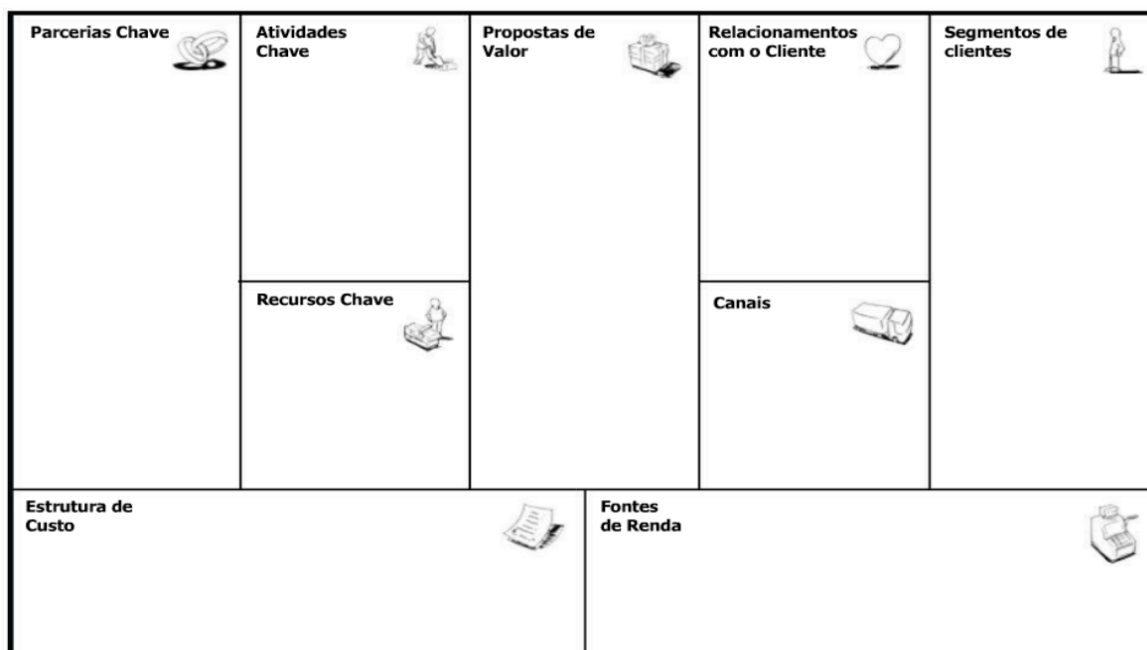 Parcerias Chave
Atividades
Chave
Propostas de
Valor
Relacionamentos
com o Cliente
Segmentos de
clientes
Recursos Chave
Canais
Estrutura de
Custo
Fontes
de Renda